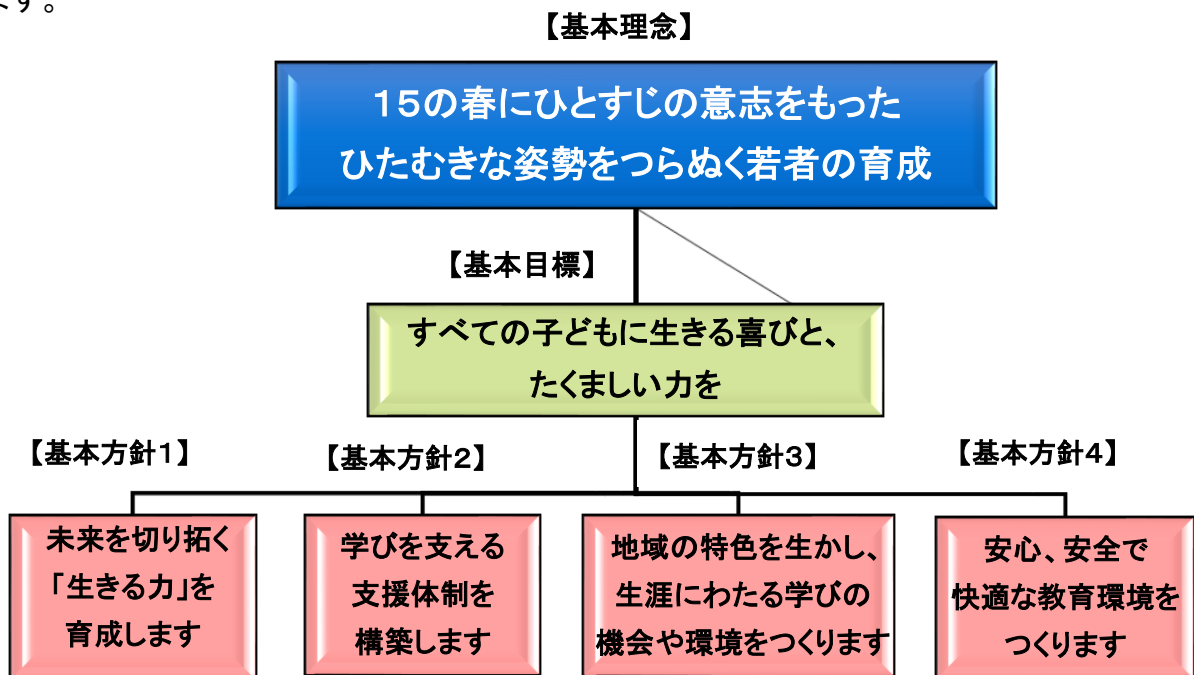 ます。
【基本理念】
15の春にひとすじの意志をもった
ひたむきな姿勢をつらぬく若者の育成
【基本目標】
すべての子どもに生きる喜びと、
たくましい力を
【基本方針1】
未来を切り拓く
「生きる力」を
育成します
【基本方針2】
学びを支える
支援体制を
構築します
【基本方針3】
地域の特色を生かし、
生涯にわたる学びの
機会や環境をつくります
【基本方針4】
安心、安全で
快適な教育環境を
つくります